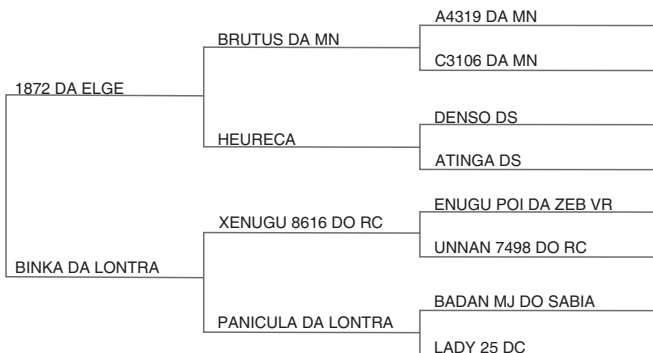 A4319 DA MN
BRUTUS DA MN
C3106 DA MN
1872 DA ELGE
DENSO DS
HEURECA
ATINGA DS
ENUGU POI DA ZEB VR
XENUGU 8616 DO RC
UNNAN 7498 DO RC
BINKA DA LONTRA
BADAN MJ DO SABIA
PANICULA DA LONTRA
LADY 25 DC